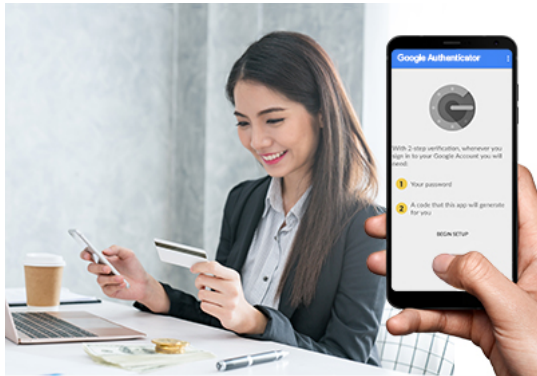 Google Authenticator
With 2-step verification, whenever you
sign in to your Google Account you will
need:
1 Your password
2 A code that this app will generate
for you
BEGIN SETUP